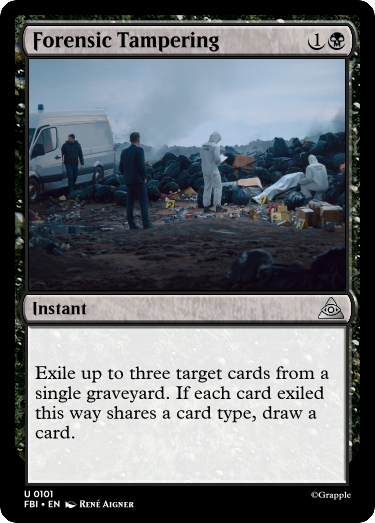 Forensic Tampering 1
Instant
Exile up to three target cards from a
single graveyard. If each card exiled
this way shares a card type, draw a
card.
U 0101
FBI • EN RENÉ AIGNER
©Grapple